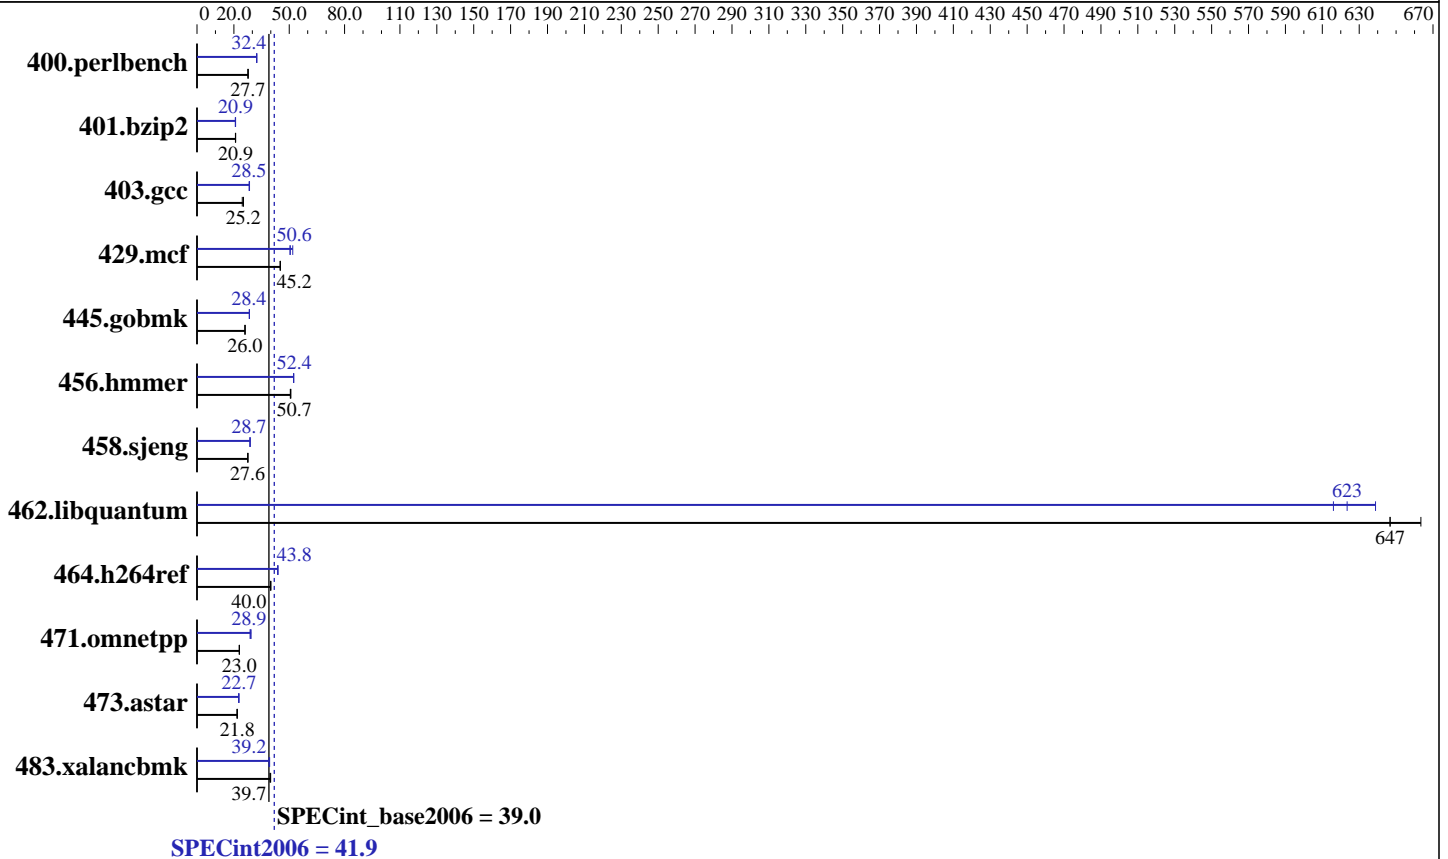 0 20.0 50.0 80.0 110 130 150 170 190 210 230 250 270 290 310 330 350 370 390 410 430 450 470 490 510 530 550 570 590 610 630 670
32.4
400.perlbench
27.7
20.9
401.bzip2
20.9
28.5
403.gcc
25.2
50.6
429.mcf
45.2
28.4
445.gobmk
26.0
52.4
456.hmmer
50.7
28.7
458.sjeng
27.6
623
462.libquantum
647
43.8
464.h264ref
40.0
28.9
471.omnetpp
23.0
22.7
473.astar
21.8
39.2
483.xalancbmk
39.7
SPECint_base2006 = 39.0
SPECint2006 = 41.9